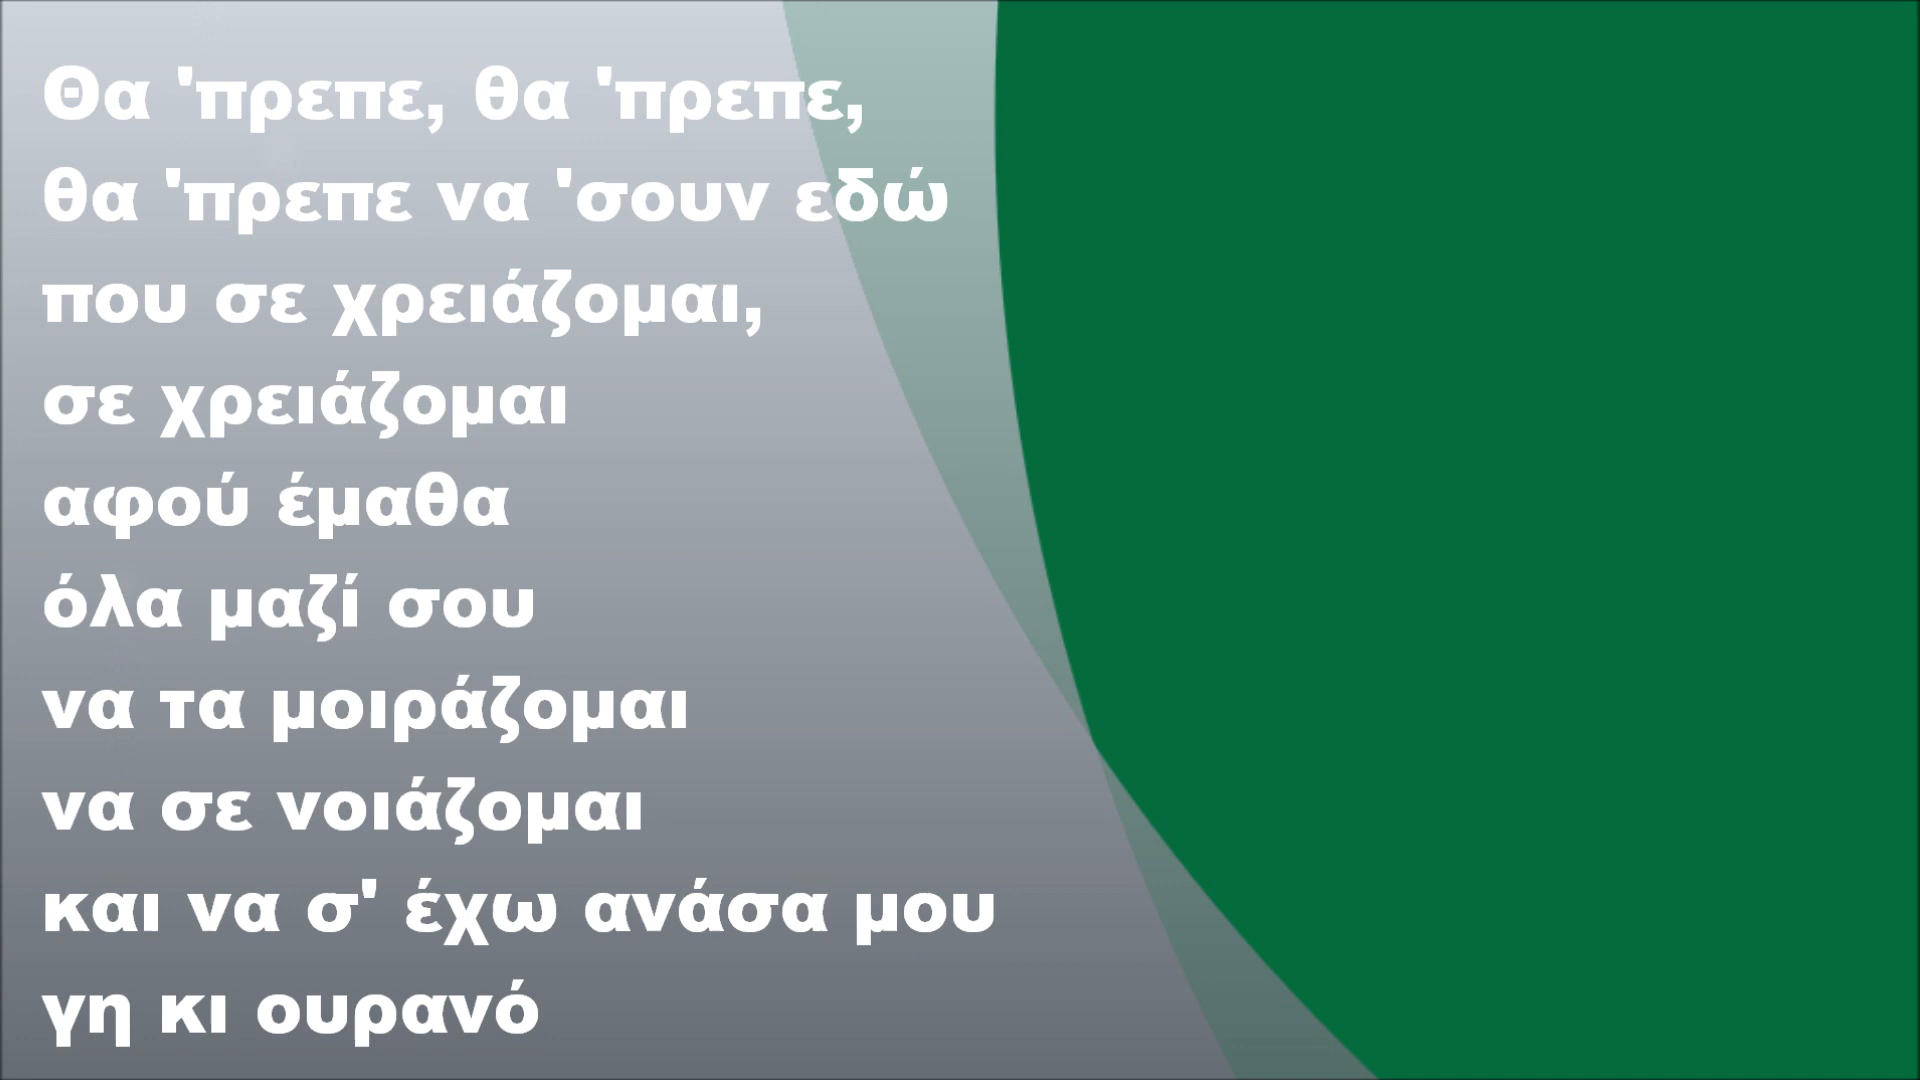 Θα 'πρεπε, θα 'πρεπε,
θα 'πρεπε να 'σουν εδώ
που σε χρειάζομαι,
σε χρειάζομαι
αφού έμαθα
όλα μαζί σου
να τα μοιράζομαι
να σε νοιάζομαι
και να σ' έχω ανάσα μου
γη κι ουρανό